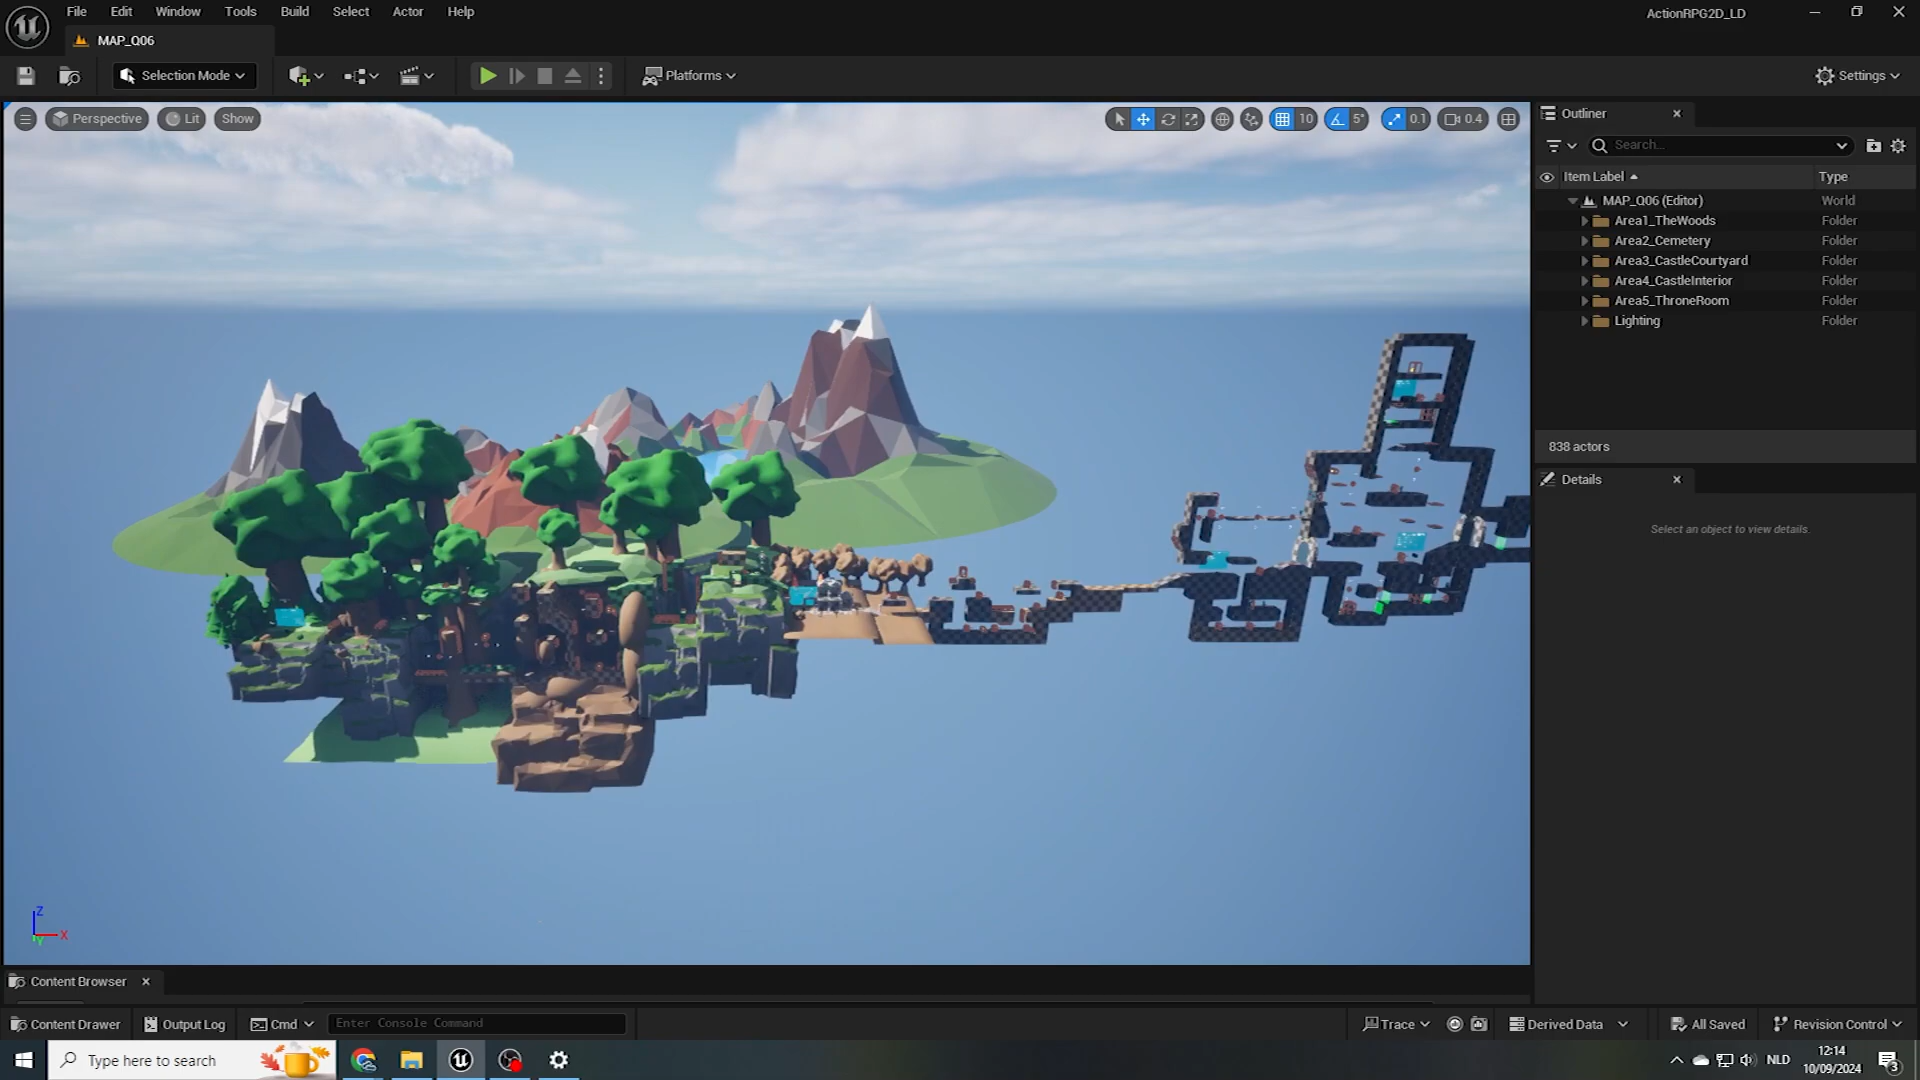 File Edit Window Tools Build Select Actor Help
ActionRPG2D_LD
MAP_Q06
Selection Mode
Platforms
Settings
Perspective
Lit
Show
10
5°
0.1
0.4
Outliner
Search...
Item Label
Type
MAP_Q06 (Editor) World
Area1_TheWoods Folder
Area2_Cemetery Folder
Area3_CastleCourtyard Folder
Area4_CastleInterior Folder
Area5_ThroneRoom Folder
Lighting Folder
838 actors
Details
Select an object to view details.
Z
X
Y
Content Browser
Content Drawer
Output Log
Cmd
Enter Console Command
Trace
Derived Data
All Saved
Revision Control
Type here to search
NLD
12:14
10/09/2024
3